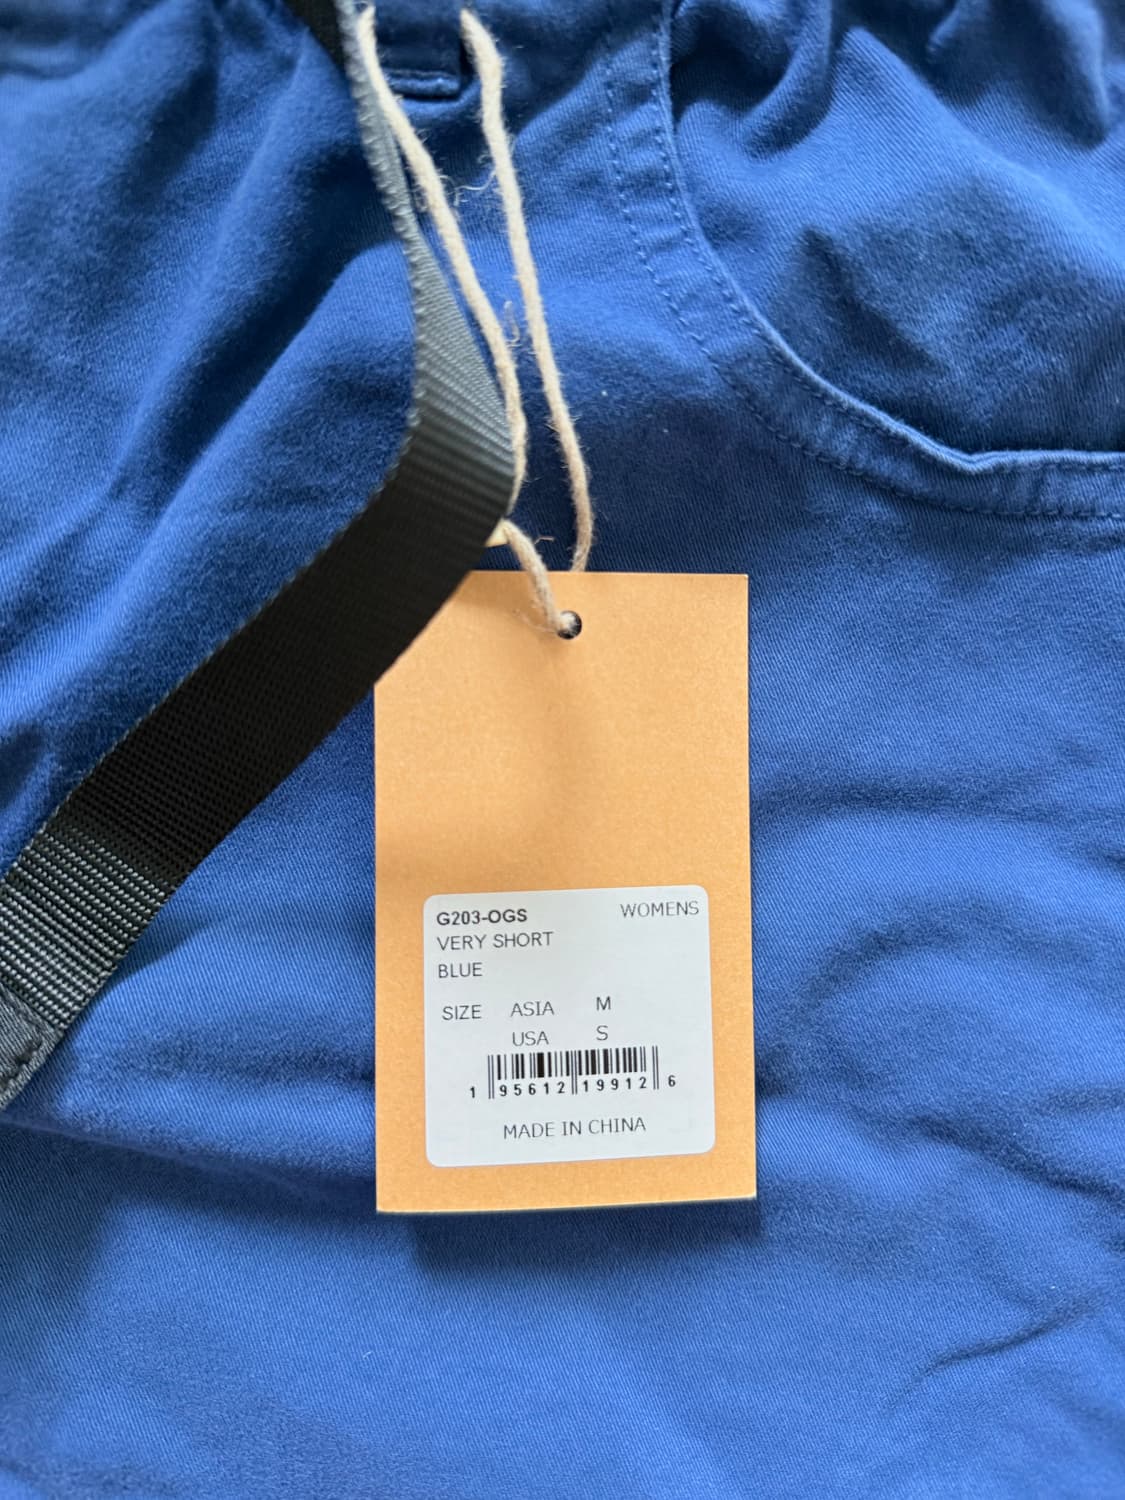 G203-OGS WOMENS
VERY SHORT
BLUE
SIZE ASIA M
USA S
1 95612 19912 6
MADE IN CHINA